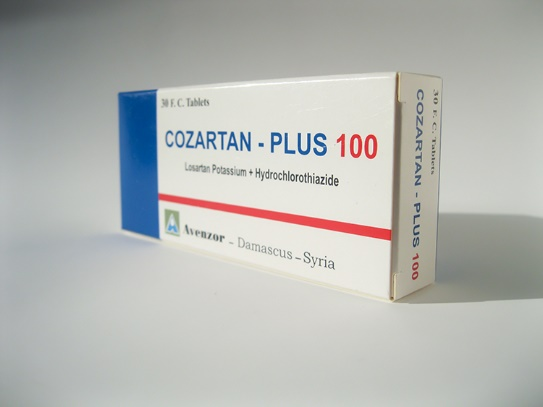 30 F. C. Tablets
COZARTAN - PLUS 100
Losartan Potassium + Hydrochlorothiazide
Avenzor – Damascus – Syria
30 F. C. Tablets
COZARTAN - PLUS 100